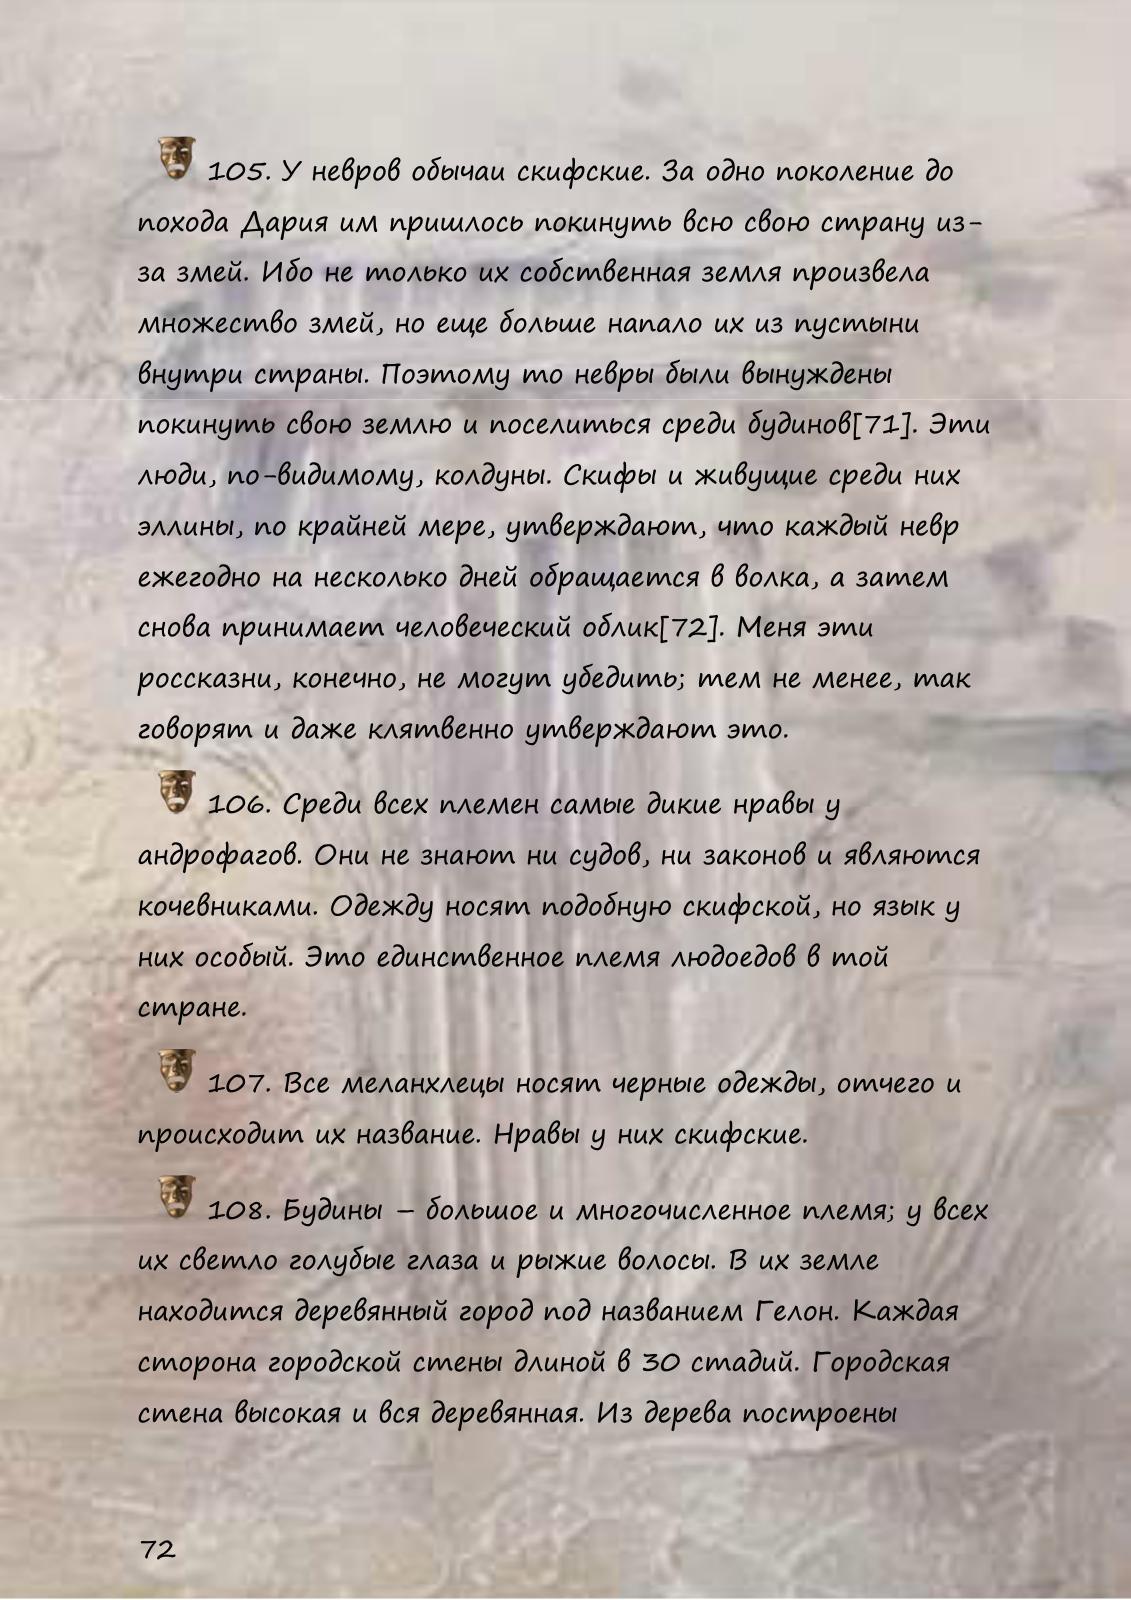 105. У невров обычаи скифские. За одно поколение до
похода Дария им пришлось покинуть всю свою страну из-
за змей. Ибо не только их собственная земля произвела
множество змей, но еще больше напало их из пустыни
внутри страны. Поэтому то невры были вынуждены
покинуть свою землю и поселиться среди будинов[71]. Эти
люди, по-видимому, колдуны. Скифы и живущие среди них
эллины, по крайней мере, утверждают, что каждый невр
ежегодно на несколько дней обращается в волка, а затем
снова принимает человеческий облик[72]. Меня эти
россказни, конечно, не могут убедить; тем не менее, так
говорят и даже клятвенно утверждают это.
106. Среди всех племен самые дикие нравы у
андрофагов. Они не знают ни судов, ни законов и являются
кочевниками. Одежду носят подобную скифской, но язык у
них особый. Это единственное племя людоедов в той
стране.
107. Все меланхлецы носят черные одежды, отчего и
происходит их название. Нравы у них скифские.
108. Будины – большое и многочисленное племя; у всех
их светло голубые глаза и рыжие волосы. В их земле
находится деревянный город под названием Гелон. Каждая
сторона городской стены длиной в 30 стадий. Городская
стена высокая и вся деревянная. Из дерева построены
72